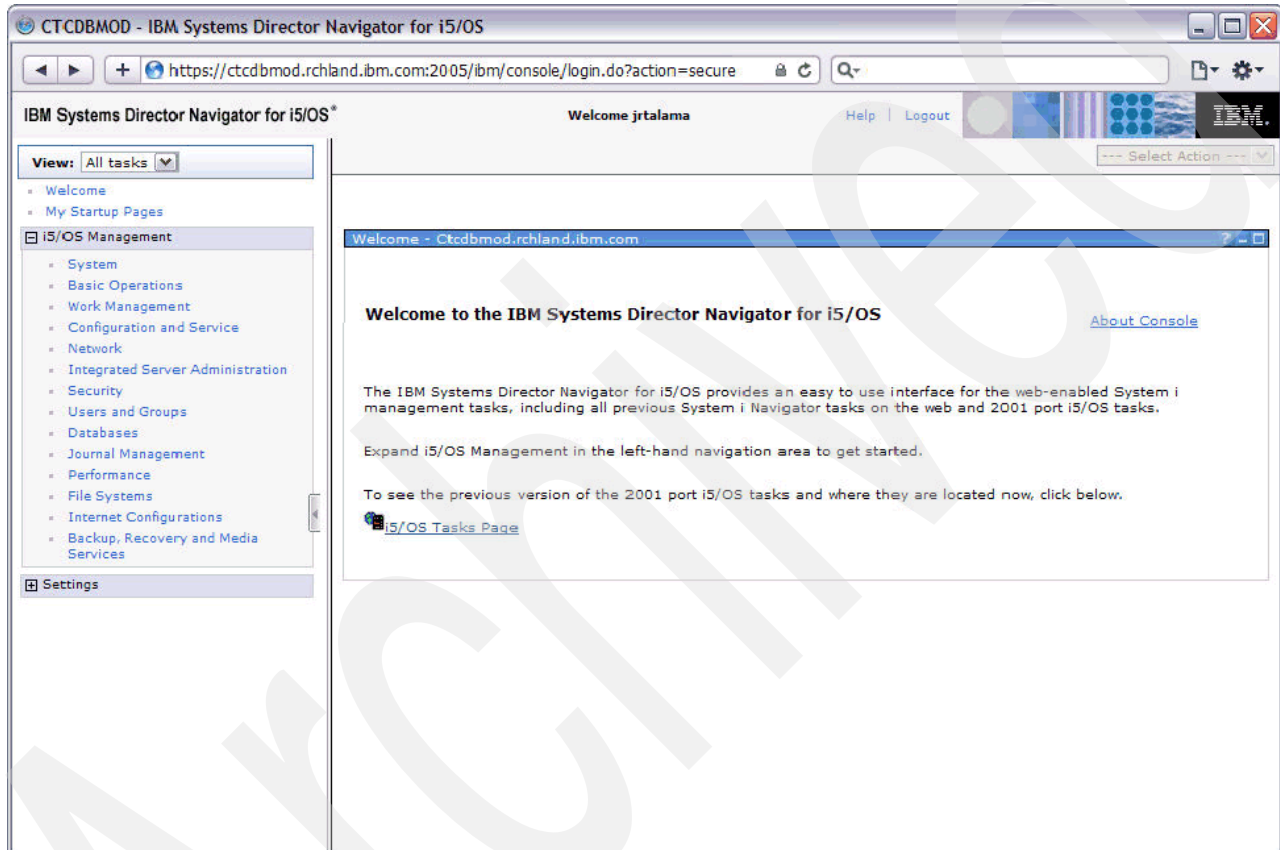 CTCDBMOD - IBM Systems Director Navigator for i5/OS
https://ctcdbmod.rchland.ibm.com:2005/ibm/console/login.do?action=secure
IBM Systems Director Navigator for i5/OS®
Welcome jrtalama
Help | Logout
IBM.
View: All tasks
--- Select Action ---
Welcome
My Startup Pages
i5/OS Management
System
Basic Operations
Work Management
Configuration and Service
Network
Integrated Server Administration
Security
Users and Groups
Databases
Journal Management
Performance
File Systems
Internet Configurations
Backup, Recovery and Media
Services
Settings
Welcome - Ctcdbmod.rchland.ibm.com
Welcome to the IBM Systems Director Navigator for i5/OS
About Console
The IBM Systems Director Navigator for i5/OS provides an easy to use interface for the web-enabled System i
management tasks, including all previous System i Navigator tasks on the web and 2001 port i5/OS tasks.
Expand i5/OS Management in the left-hand navigation area to get started.
To see the previous version of the 2001 port i5/OS tasks and where they are located now, click below.
i5/OS Tasks Page
Archived